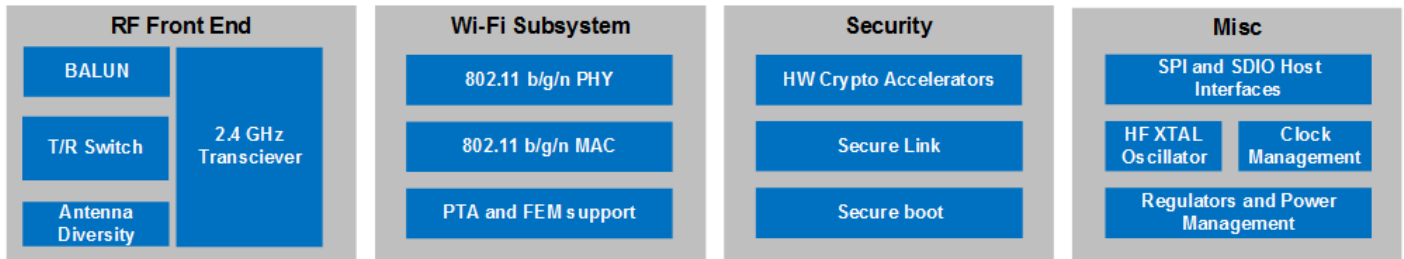 RF Front End
BALUN
T/R Switch
Antenna
Diversity
2.4 GHz
Transciever
Wi-Fi Subsystem
802.11 b/g/n PHY
802.11 b/g/n MAC
PTA and FEM support
Security
HW Crypto Accelerators
Secure Link
Secure boot
Misc
SPI and SDIO Host
Interfaces
HF XTAL
Oscillator
Clock
Management
Regulators and Power
Management